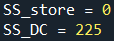 SS_store = 0
SS_DC = 225